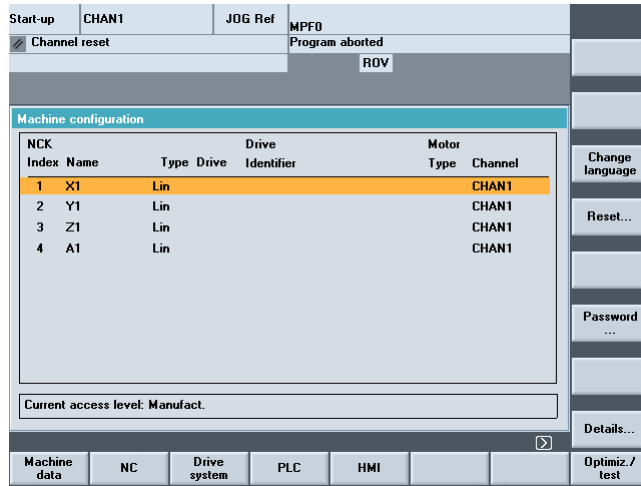 Start-up CHAN1 JOG Ref MPF0
Channel reset Program aborted
ROV
Machine configuration
NCK Drive Motor
Index Name Type Drive Identifier Type Channel
1 X1 Lin CHAN1
2 Y1 Lin CHAN1
3 Z1 Lin CHAN1
4 A1 Lin CHAN1
Current access level: Manufact.
Change
language
Reset...
Password
...
Details...
Machine
data
NC
Drive
system
PLC
HMI
Optimiz./
test